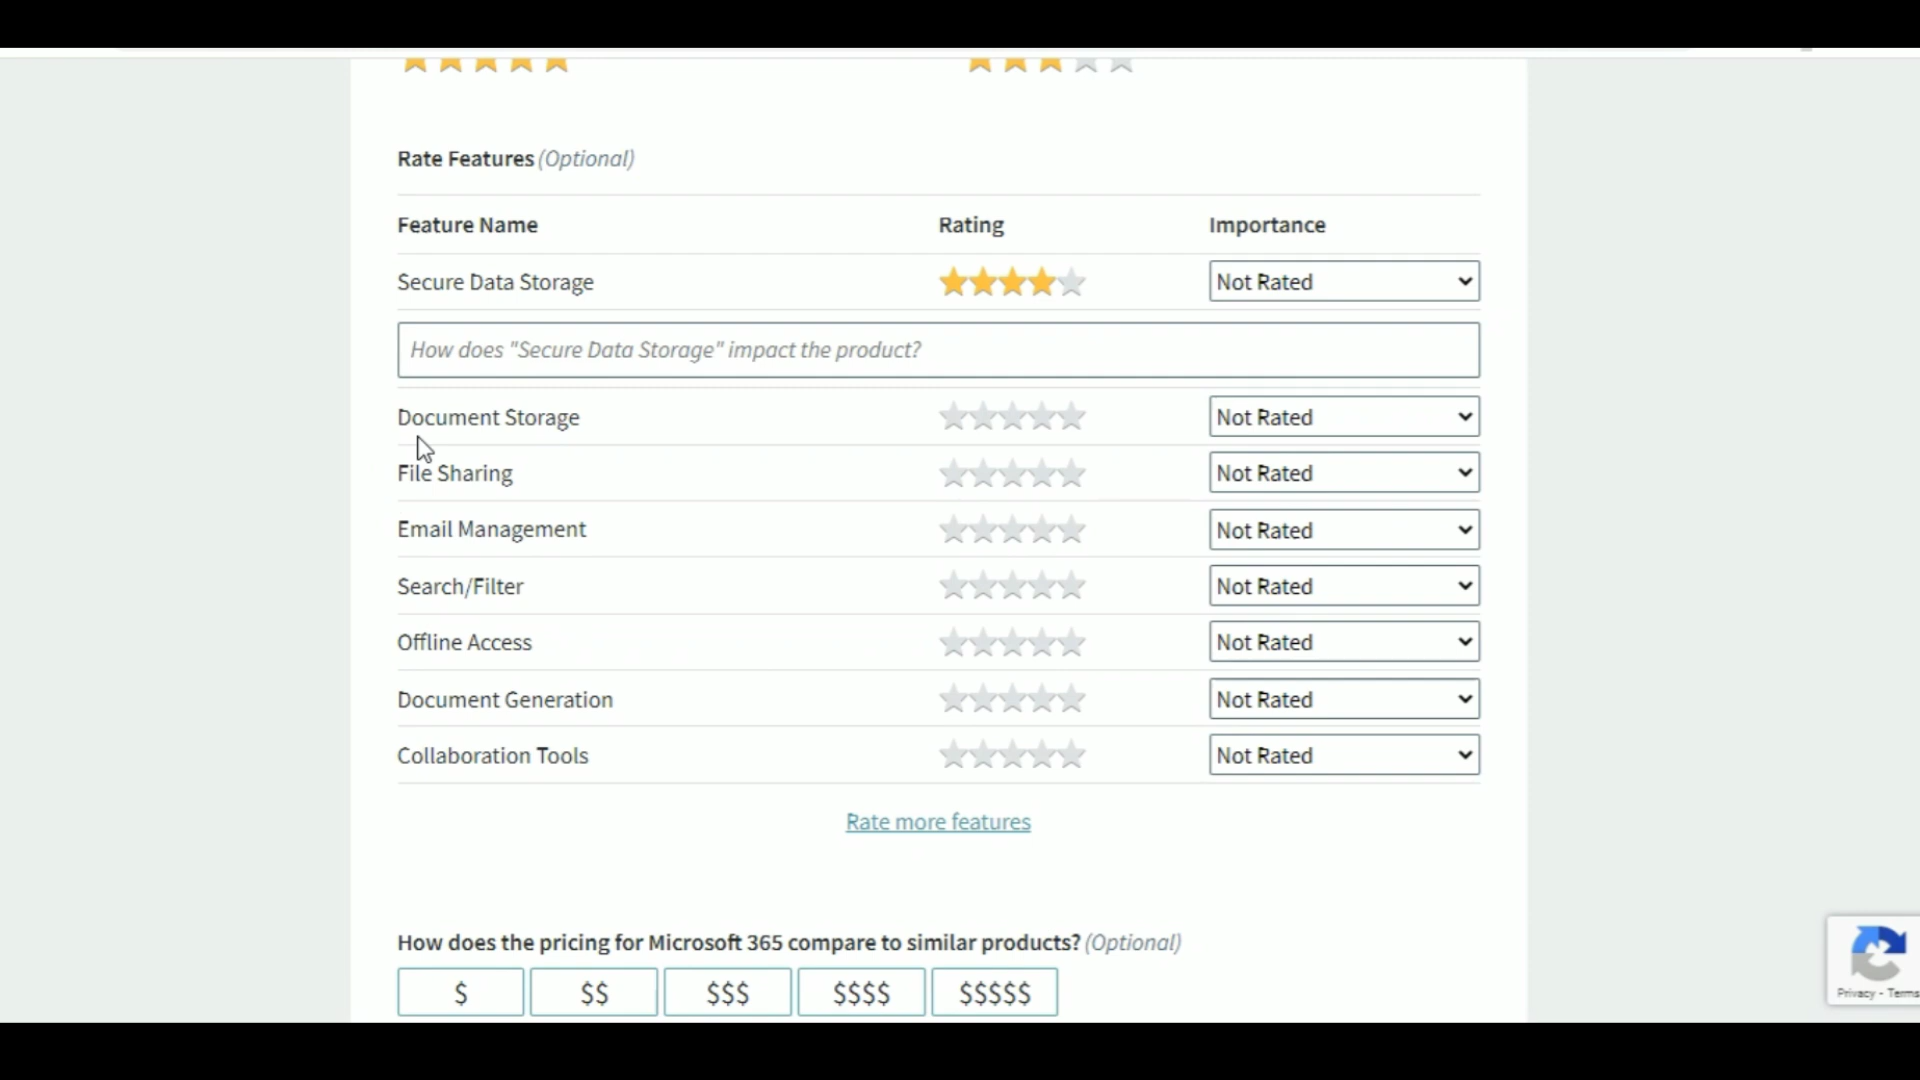 Rate Features (Optional)
Feature Name Rating Importance
Secure Data Storage Not Rated
How does "Secure Data Storage" impact the product?
Document Storage Not Rated
File Sharing Not Rated
Email Management Not Rated
Search/Filter Not Rated
Offline Access Not Rated
Document Generation Not Rated
Collaboration Tools Not Rated
Rate more features
How does the pricing for Microsoft 365 compare to similar products? (Optional)
$ $$ $$$ $$$$ $$$$$
Privacy - Terms